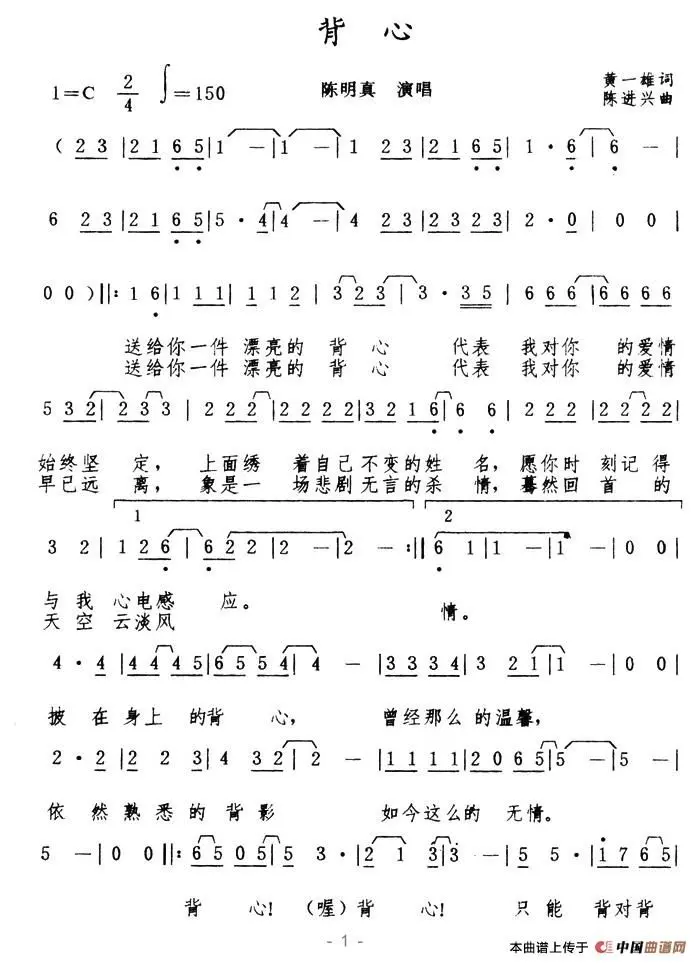 背 心
1=C 2/4 ♩=150 陈明真 演唱 黄一雄词
陈进兴曲
( 2 3 | 2 1 6 5 | 1 — | 1 — | 1 2 3 | 2 1 6 5 | 1 · 6 | 6 — |
6 2 3 | 2 1 6 5 | 5 · 4 | 4 — | 4 2 3 | 2 3 2 3 | 2 · 0 | 0 0 |
0 0 ) ‖: 1 6 | 1 1 1 | 1 1 2 | 3 2 3 | 3 · 3 5 | 6 6 6 6 | 6 6 6 6
送给你一件 漂亮的 背 心 代表 我对你 的爱情
送给你一件 漂亮的 背 心 代表 我对你 的爱情
5 3 2 | 2 3 3 | 2 2 2 2 | 2 2 2 2 | 3 2 1 6 | 6 6 | 2 2 2 2 | 2 2 2 2 |
始终坚 定， 上面绣 着自己 不变的姓 名，愿你时 刻记 得
早已远 离， 象是一 场悲剧 无言的杀 情，蓦然回 首 的
1 2
3 2 | 1 2 6 | 6 2 2 2 | 2 — | 2 — :‖ 6 1 | 1 — | 1 — | 0 0 |
与 我 心电感 应。 情。
天 空 云淡风
4 · 4 | 4 4 4 5 | 6 5 5 4 | 4 — | 3 3 3 4 | 3 2 1 | 1 — | 0 0 |
披 在 身上 的背 心， 曾经那么 的温馨，
2 · 2 | 2 2 3 | 4 3 2 | 2 — | 1 1 1 1 | 2 0 6 5 | 5 — | 5 — |
依 然 熟 悉 的 背 影 如今这么的 无情。
5 — | 0 0 ‖: 6 5 0 5 | 5 3 · | 2 1 3 | 3 · — | 5 5 · | 1 7 6 5 |
背 心! (喔)背 心! 只 能 背对背
- 1 -
本曲谱上传于 中国曲谱网